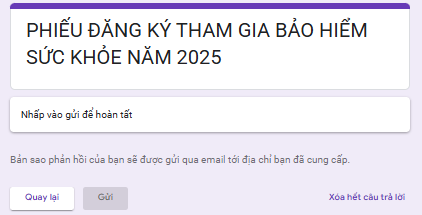 PHIẾU ĐĂNG KÝ THAM GIA BẢO HIỂM
SỨC KHỎE NĂM 2025
Nhấp vào gửi để hoàn tất
Bản sao phản hồi của bạn sẽ được gửi qua email tới địa chỉ bạn đã cung cấp.
Quay lại
Gửi
Xóa hết câu trả lời